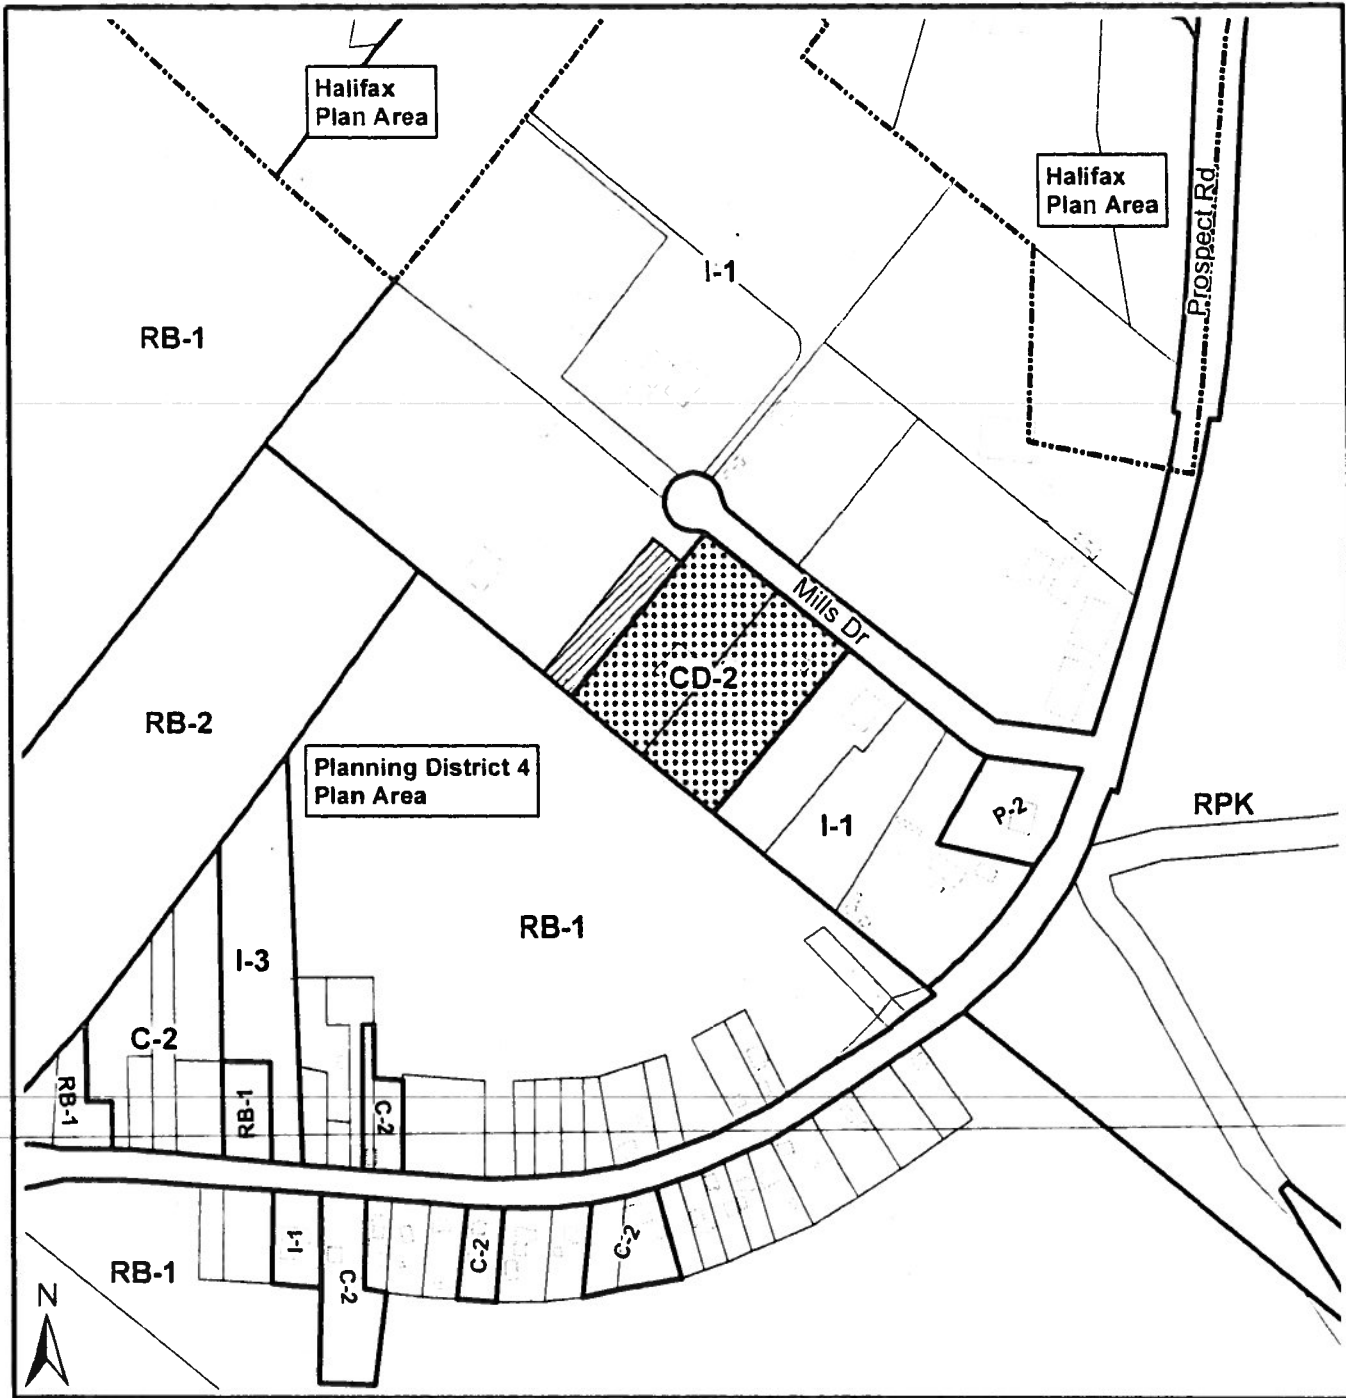 Halifax
Plan Area
Halifax
Plan Area
Prospect Rd
I-1
RB-1
Mills Dr
CD-2
RB-2
Planning District 4
Plan Area
P-2
RPK
I-1
RB-1
I-3
C-2
RB-1
RB-1
C-2
I-1
C-2
C-2
C-2
RB-1
N